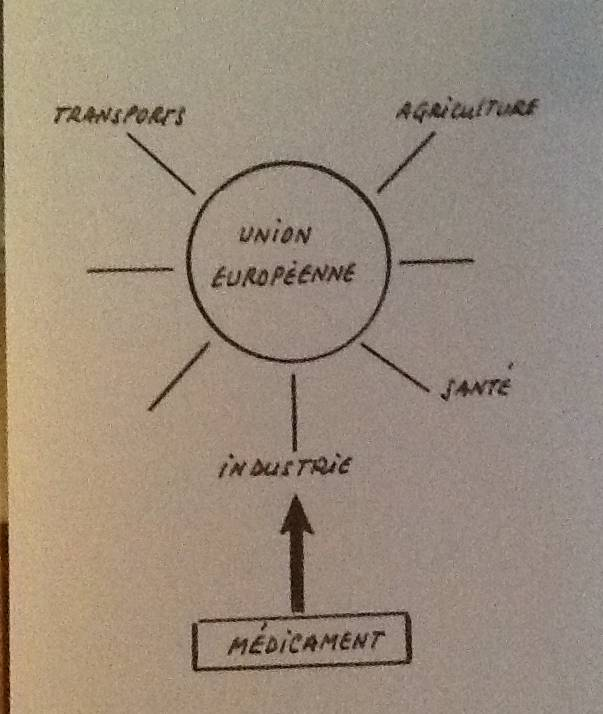 TRANSPORTS
AGRICULTURE
UNION
EUROPÉENNE
SANTÉ
INDUSTRIE
MÉDICAMENT